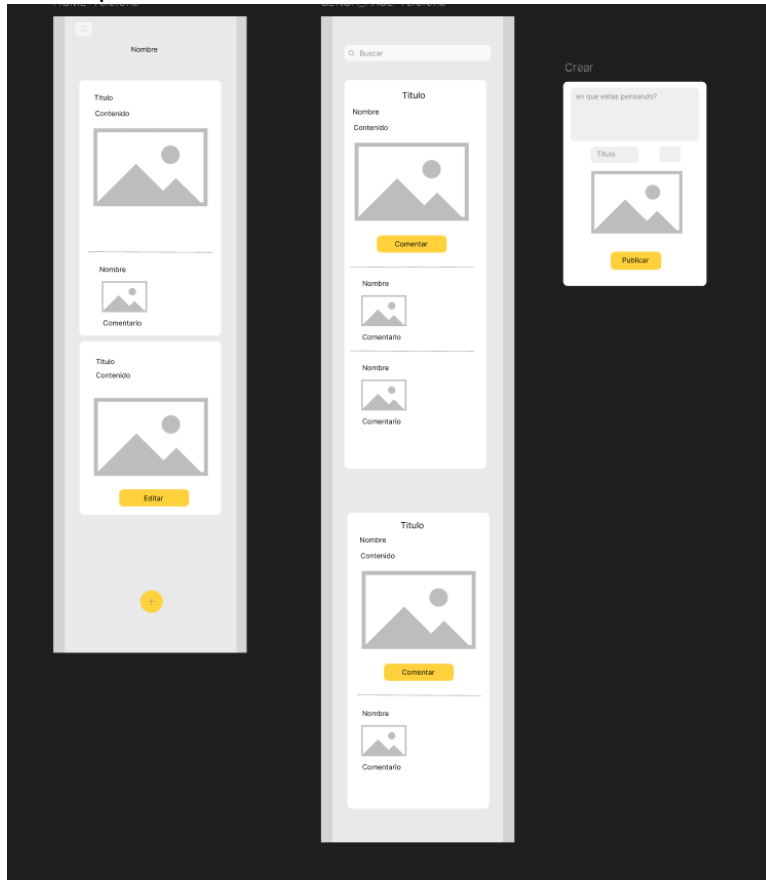 Nombre
Titulo
Contenido
Nombre
Comentario
Titulo
Contenido
Editar
+
Buscar
Titulo
Nombre
Contenido
Comentar
Nombre
Comentario
Nombre
Comentario
Titulo
Nombre
Contenido
Comentar
Nombre
Comentario
Crear
en que estas pensando?
Titulo
Publicar